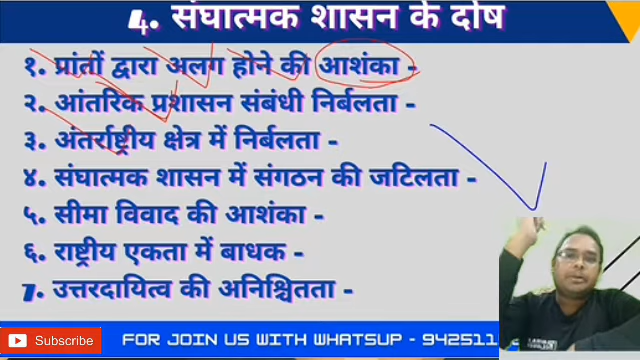 4. संघात्मक शासन के दोष
१. प्रांतों द्वारा अलग होने की आशंका -
२. आंतरिक प्रशासन संबंधी निर्बलता -
३. अंतर्राष्ट्रीय क्षेत्र में निर्बलता -
४. संघात्मक शासन में संगठन की जटिलता -
५. सीमा विवाद की आशंका -
६. राष्ट्रीय एकता में बाधक -
7. उत्तरदायित्व की अनिश्चितता -
Subscribe
FOR JOIN US WITH WHATSUP - 942511